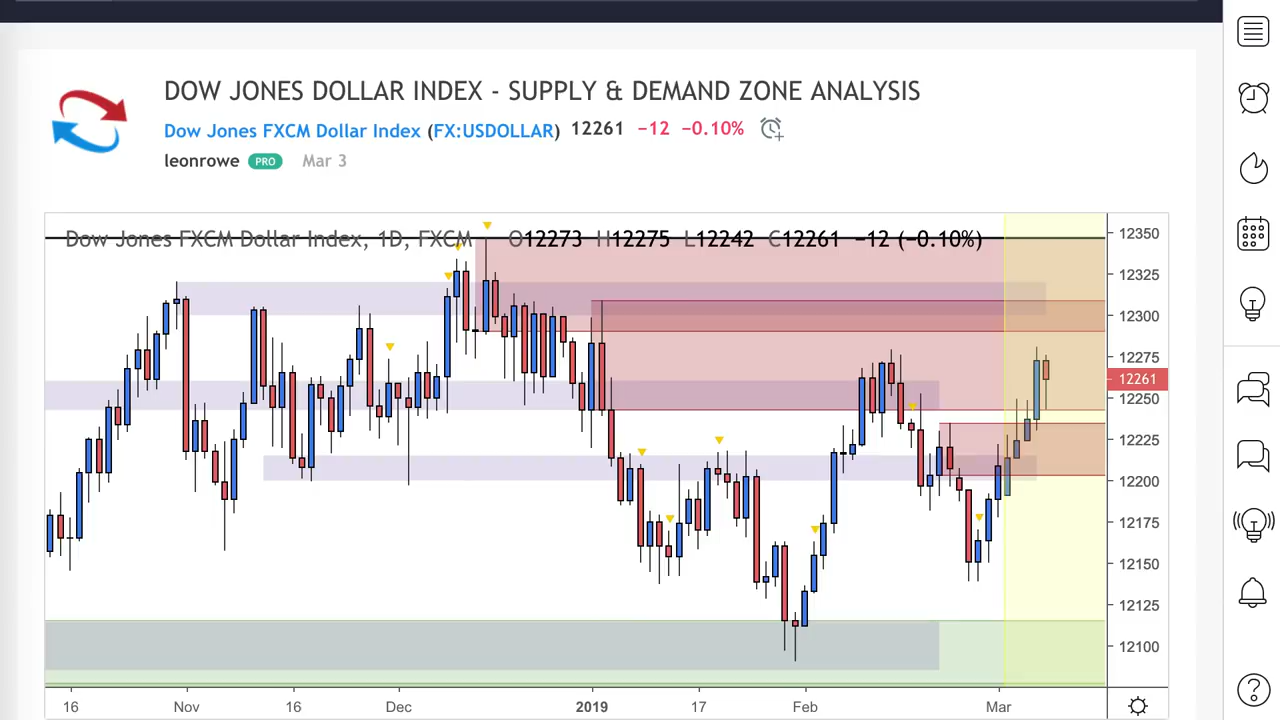 DOW JONES DOLLAR INDEX - SUPPLY & DEMAND ZONE ANALYSIS
Dow Jones FXCM Dollar Index (FX:USDOLLAR) 12261 −12 −0.10%
leonrowe PRO Mar 3
Dow Jones FXCM Dollar Index, 1D, FXCM O12273 H12275 L12242 C12261 −12 (−0.10%)
12350
12325
12300
12275
12261
12250
12225
12200
12175
12150
12125
12100
16 Nov 16 Dec 2019 17 Feb Mar